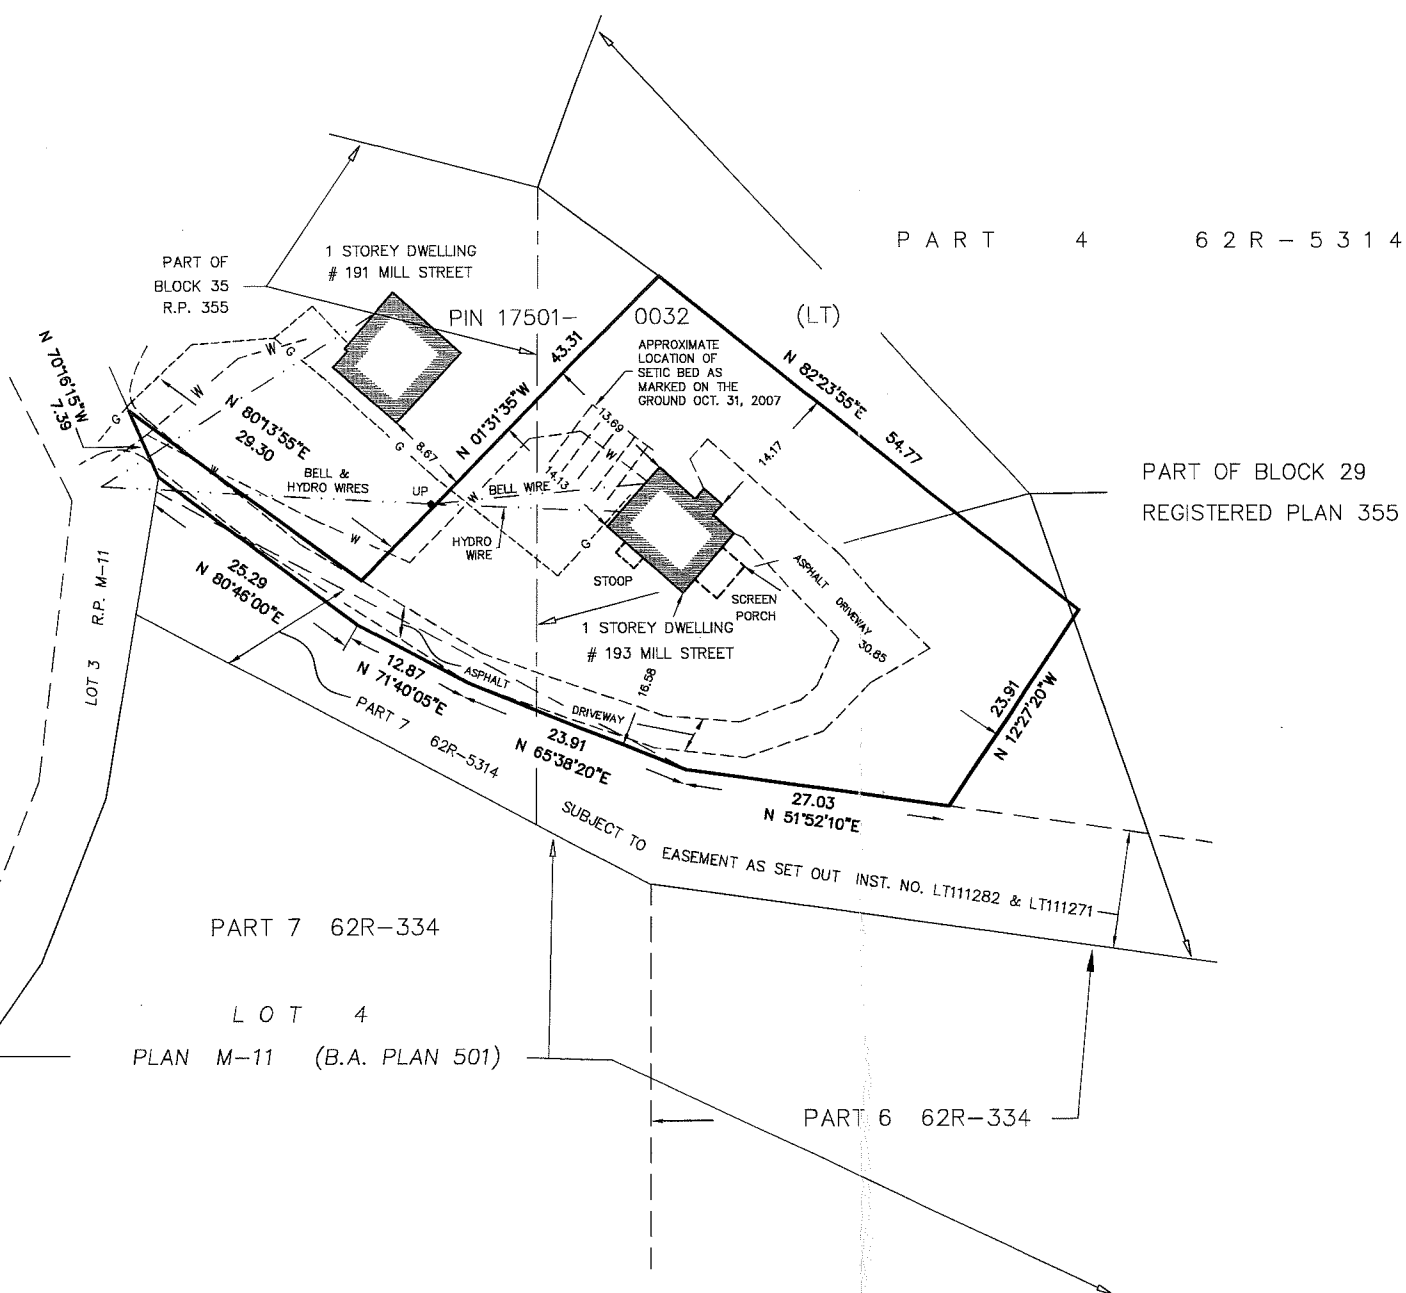 PART 4 62R-5314
1 STOREY DWELLING
# 191 MILL STREET
PART OF
BLOCK 35
R.P. 355
PIN 17501- 0032 (LT)
APPROXIMATE
LOCATION OF
SETIC BED AS
MARKED ON THE
GROUND OCT. 31, 2007
N 70°16'15"W
7.39
N 80°13'55"E
29.30
43.31
N 01°31'35"W
N 82°23'55"E 54.77
8.67
13.69
14.13
14.17
W
W
W
W
W
W
W
G
G
G
G
BELL &
HYDRO WIRES
UP
BELL WIRE
HYDRO
WIRE
PART OF BLOCK 29
REGISTERED PLAN 355
STOOP
SCREEN
PORCH
ASPHALT
DRIVEWAY
30.85
1 STOREY DWELLING
# 193 MILL STREET
16.58
LOT 3 R.P. M-11
25.29
N 80°46'00"E
12.87
N 71°40'05"E
ASPHALT
DRIVEWAY
PART 7 62R-5314
23.91
N 65°38'20"E
23.91
N 12°27'20"W
27.03
N 51°52'10"E
SUBJECT TO EASEMENT AS SET OUT INST. NO. LT111282 & LT111271
PART 7 62R-334
LOT 4
PLAN M-11 (B.A. PLAN 501)
PART 6 62R-334